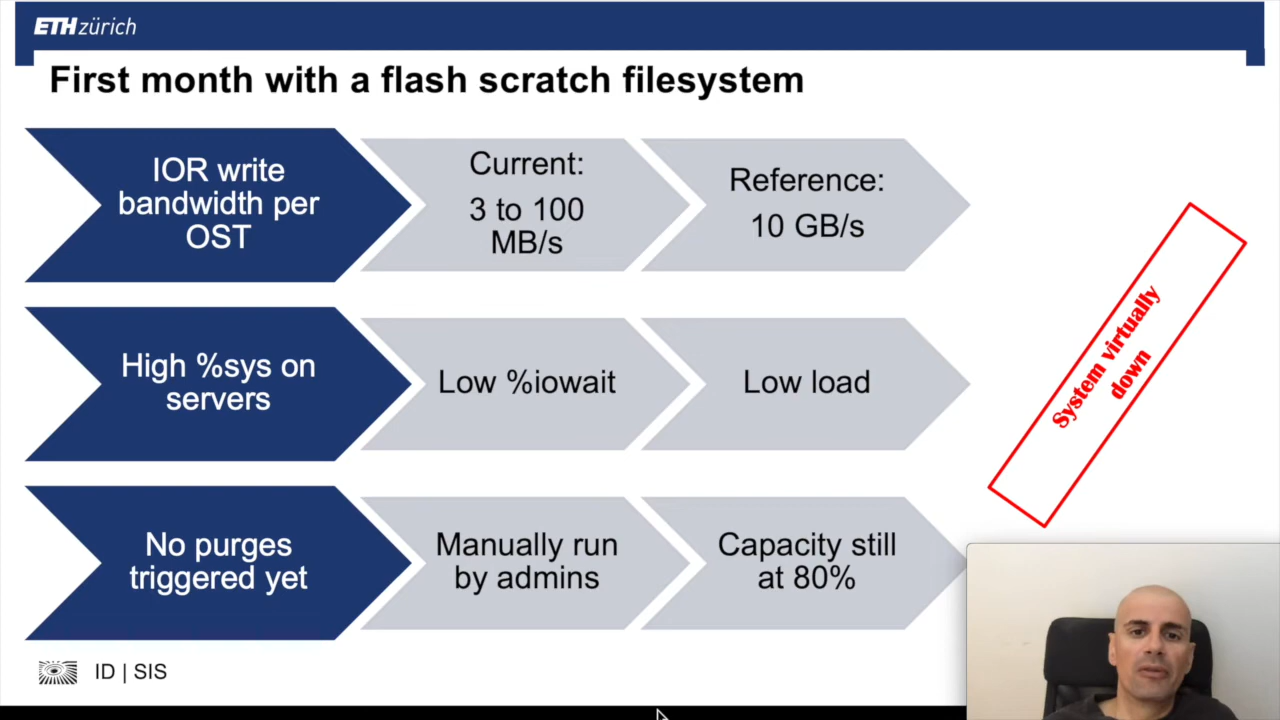 ETH zürich
First month with a flash scratch filesystem
IOR write
bandwidth per
OST
Current:
3 to 100
MB/s
Reference:
10 GB/s
High %sys on
servers
Low %iowait
Low load
No purges
triggered yet
Manually run
by admins
Capacity still
at 80%
System virtually
down
ID | SIS